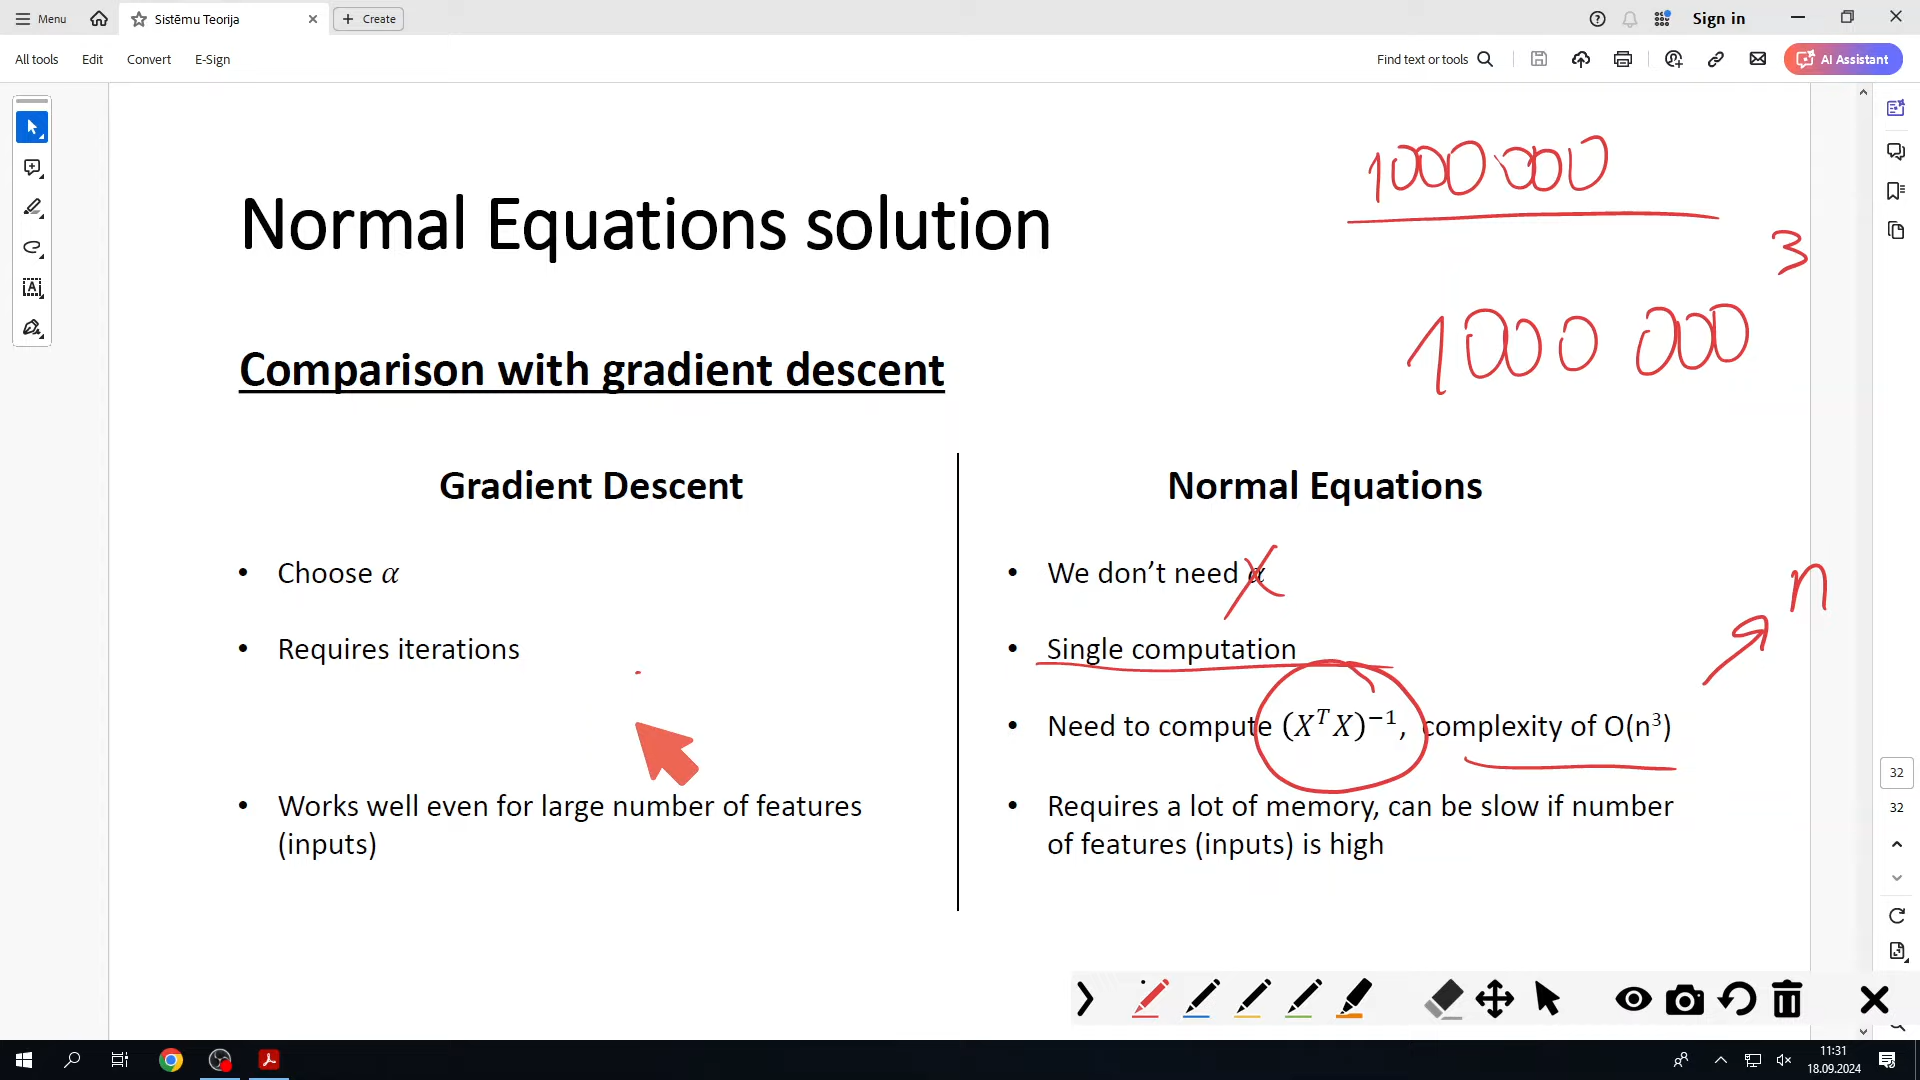 Menu
Sistēmu Teorija
Create
Sign in
All tools
Edit
Convert
E-Sign
Find text or tools
AI Assistant
1000 000
Normal Equations solution
3
1000 000
Comparison with gradient descent
Gradient Descent
• Choose α
• Requires iterations
• Works well even for large number of features
(inputs)
Normal Equations
• We don’t need α
n
• Single computation
• Need to compute (XᵀX)⁻¹, complexity of O(n³)
• Requires a lot of memory, can be slow if number
of features (inputs) is high
32
32
11:31
18.09.2024